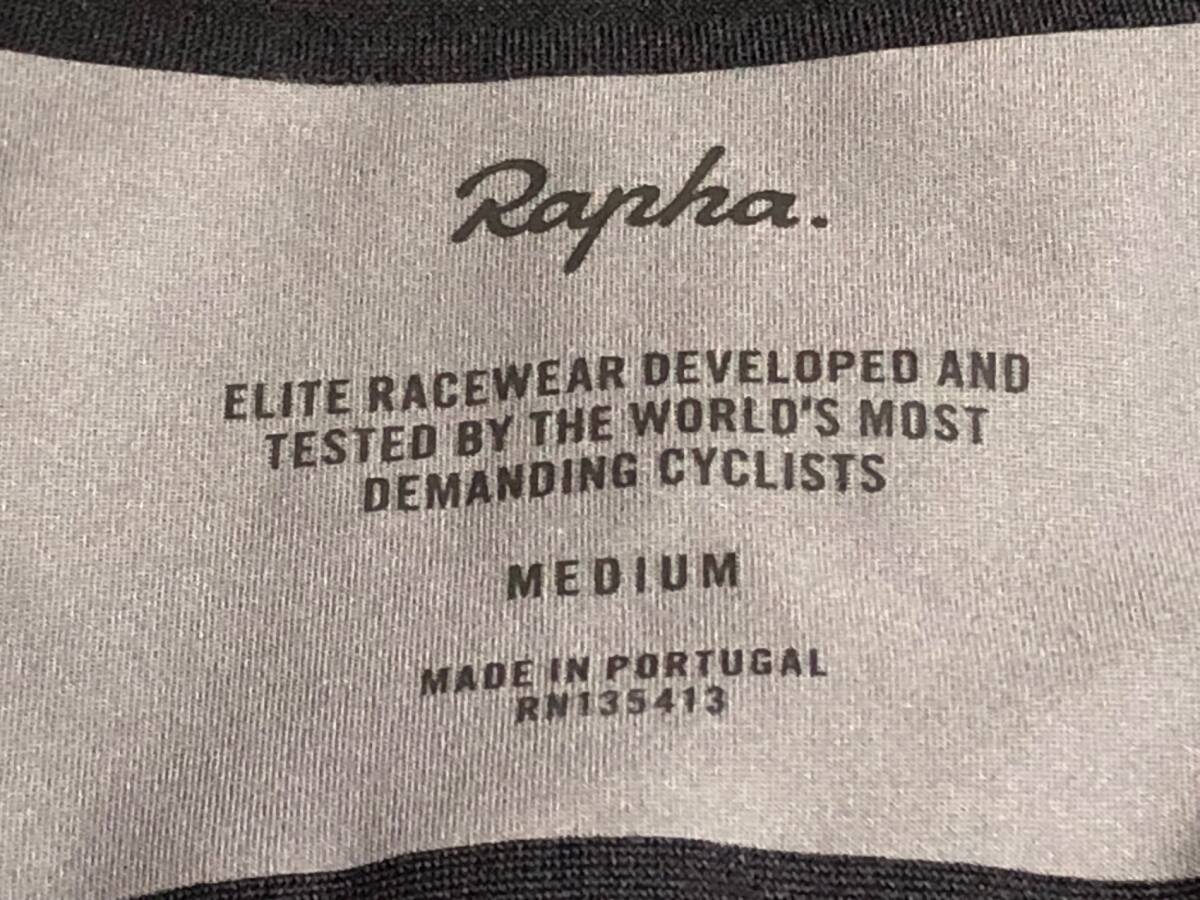 Rapha.
ELITE RACEWEAR DEVELOPED AND
TESTED BY THE WORLD'S MOST
DEMANDING CYCLISTS
MEDIUM
MADE IN PORTUGAL
RN135413